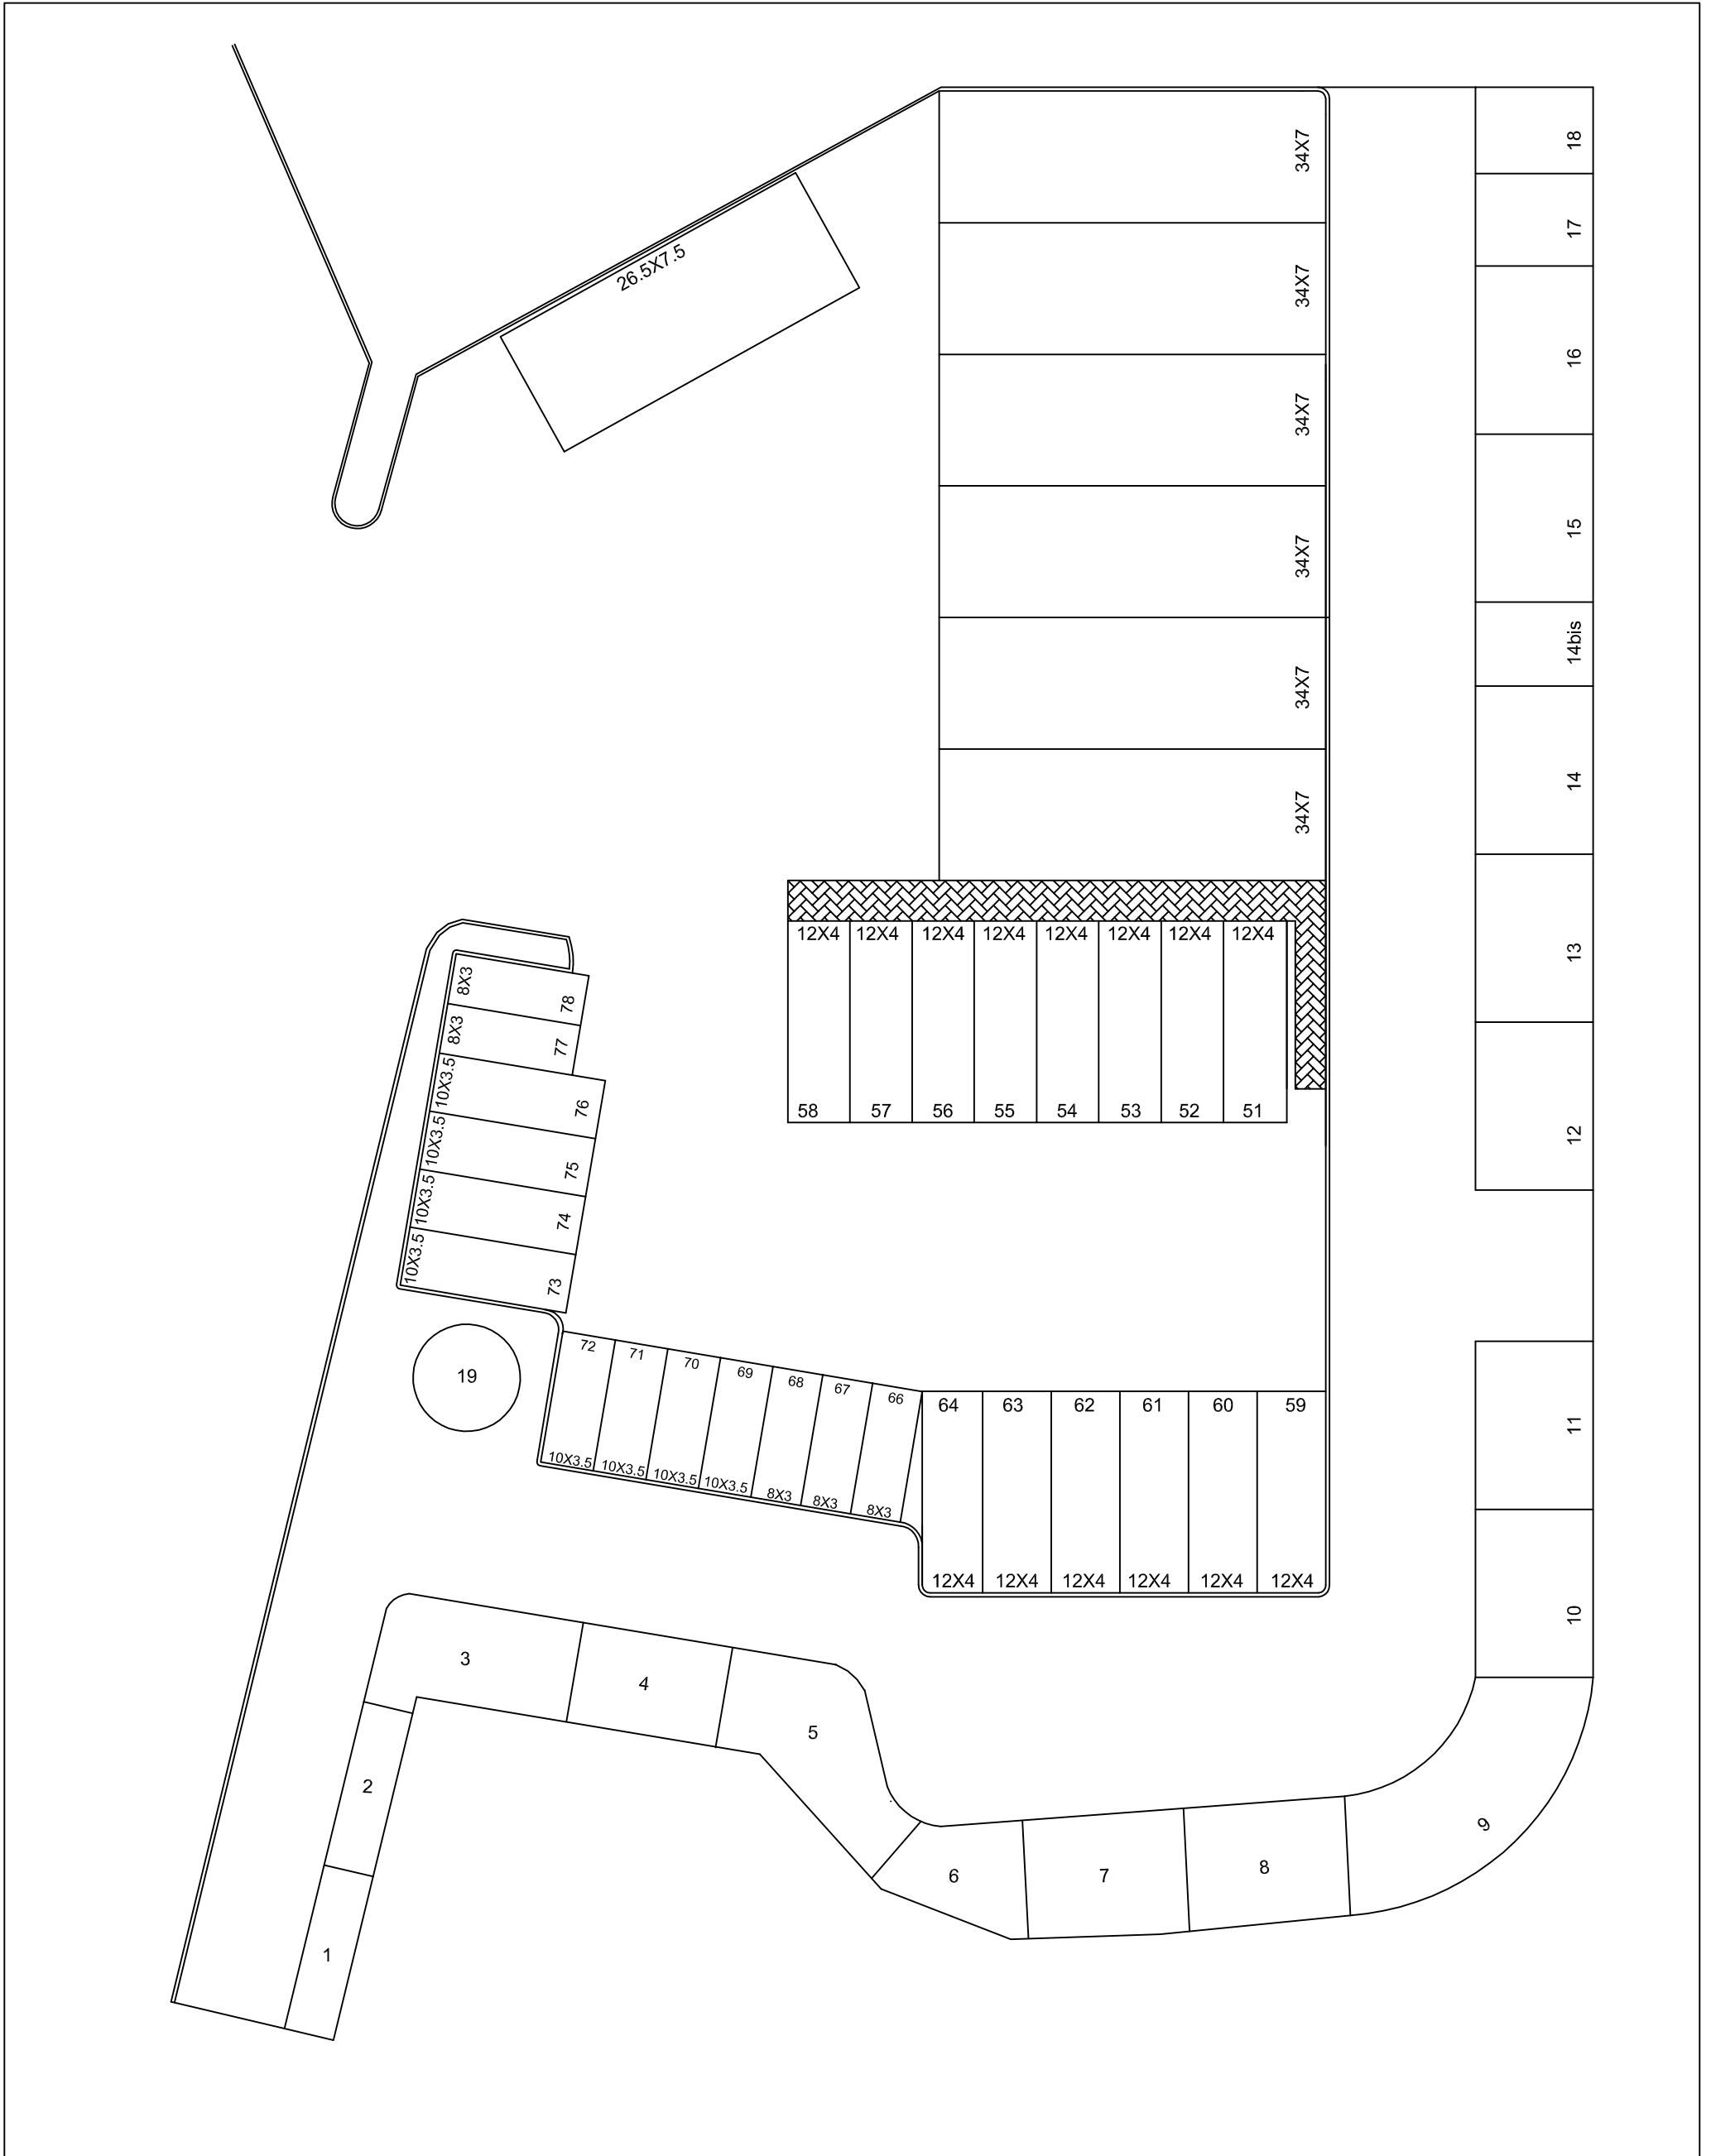 18
34X7
17
26.5X7.5
34X7
16
34X7
15
34X7
14bis
34X7
14
34X7
12X4 12X4 12X4 12X4 12X4 12X4 12X4 12X4
13
8X3
78
8X3
77
10X3.5
76
58 57 56 55 54 53 52 51
12
10X3.5
75
10X3.5
74
10X3.5
73
72 71 70 69 68 67 66
19
64 63 62 61 60 59
11
10X3.5 10X3.5 10X3.5 10X3.5 8X3 8X3 8X3
12X4 12X4 12X4 12X4 12X4 12X4
10
3
4
5
2
9
6
7
8
1